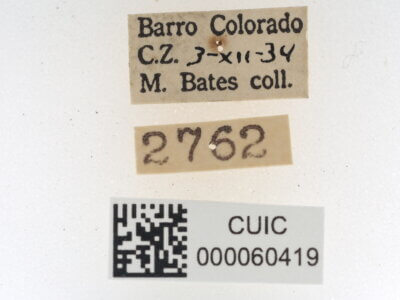 Barro Colorado
C.Z. 3-XII-34
M. Bates coll.
2762
CUIC
000060419